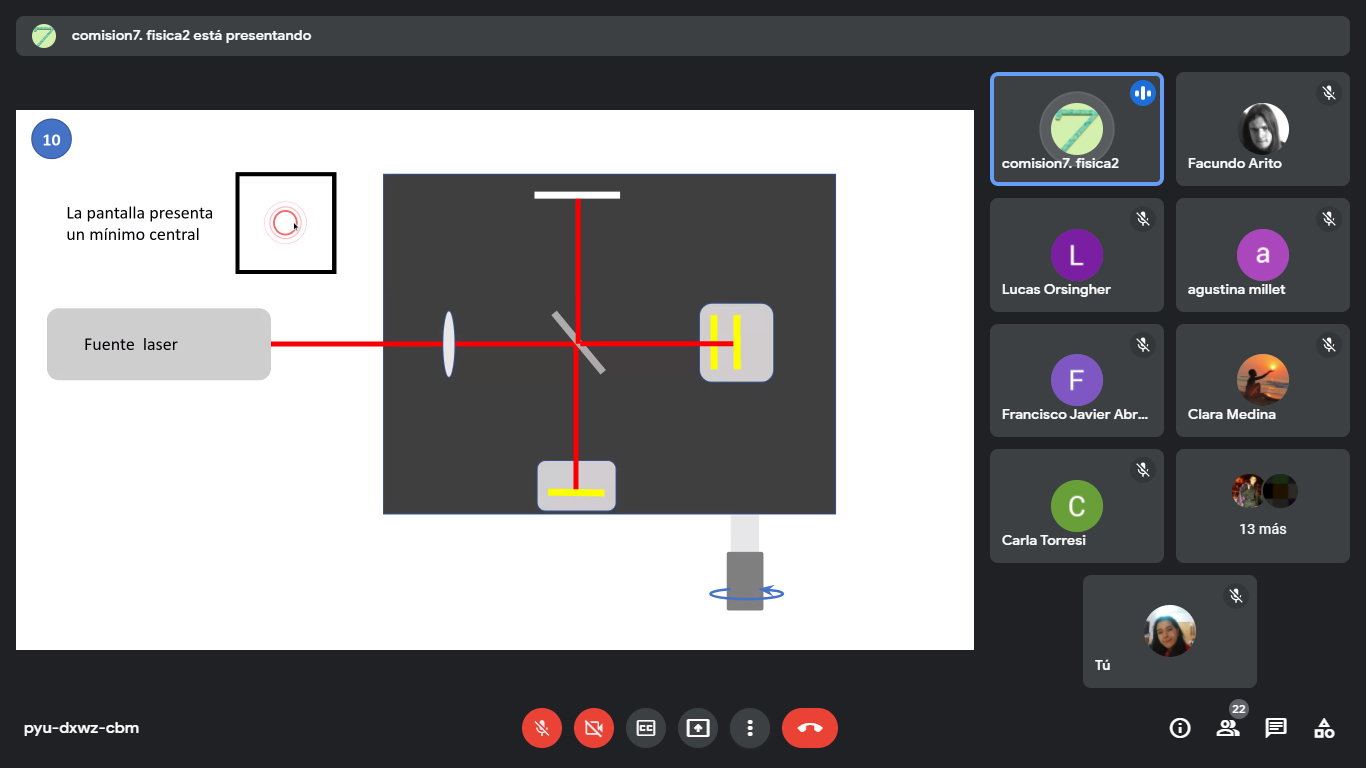 comision7. fisica2 está presentando
10
La pantalla presenta
un mínimo central
Fuente laser
comision7. fisica2
Facundo Arito
L
Lucas Orsingher
a
agustina millet
F
Francisco Javier Abr...
Clara Medina
C
Carla Torresi
13 más
Tú
pyu-dxwz-cbm
CC
22